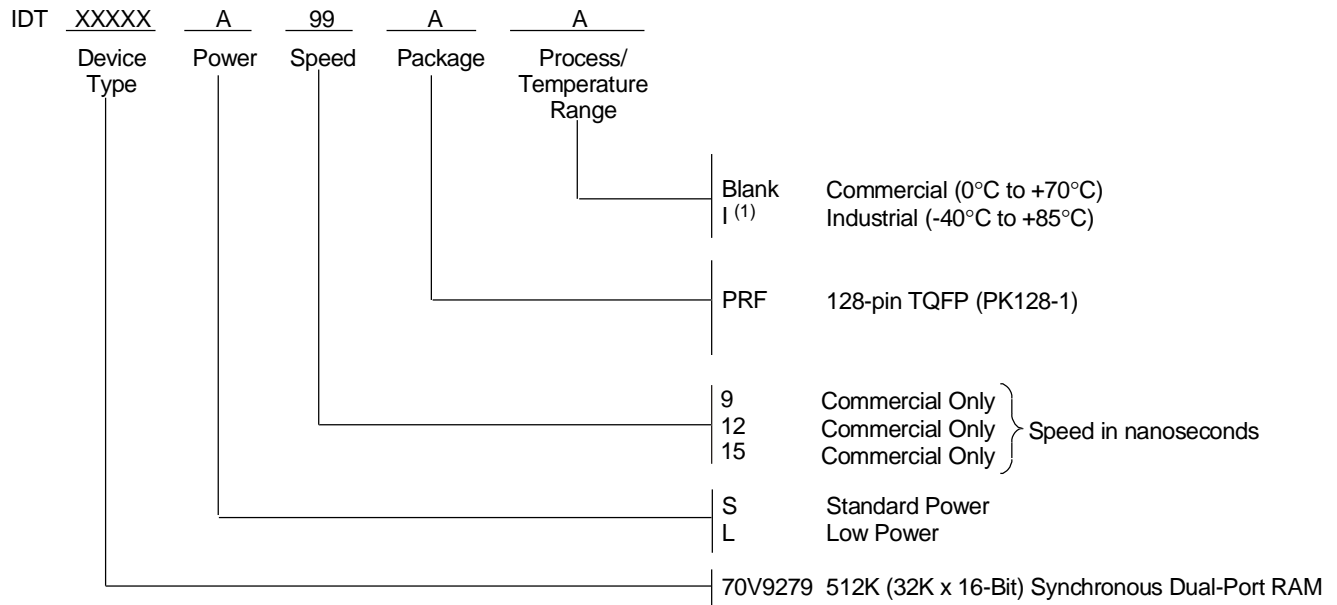 IDT XXXXX A 99 A A
Device Type Power Speed Package Process/ Temperature Range
Blank Commercial (0°C to +70°C)
I (1) Industrial (-40°C to +85°C)
PRF 128-pin TQFP (PK128-1)
9 Commercial Only
12 Commercial Only Speed in nanoseconds
15 Commercial Only
S Standard Power
L Low Power
70V9279 512K (32K x 16-Bit) Synchronous Dual-Port RAM